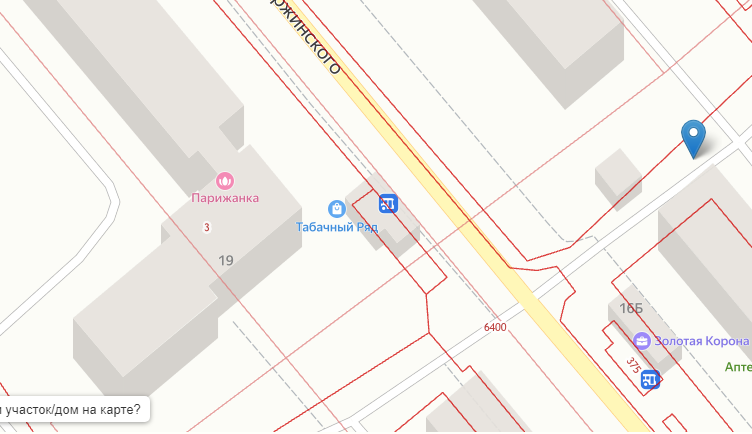 ржинского
Парижанка
3
Табачный Ряд
19
6400
16Б
Золотая Корона
375
Апте
и участок/дом на карте?